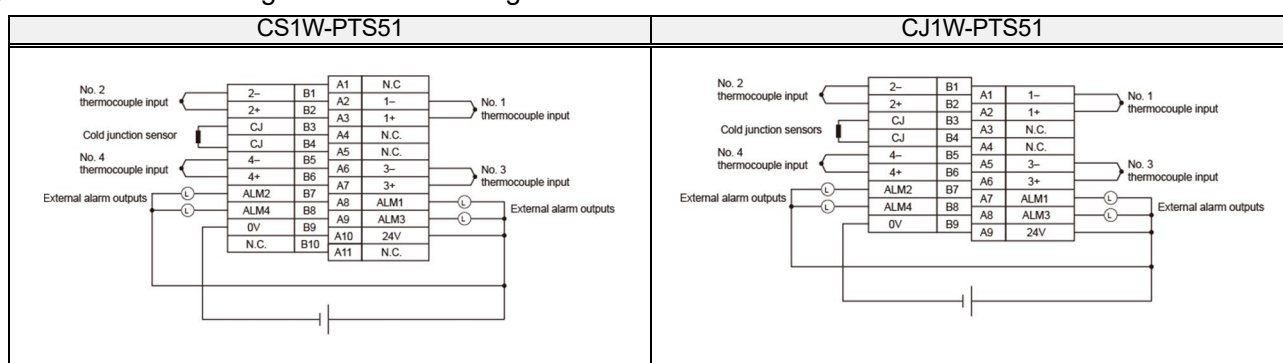 CS1W-PTS51
No. 2
thermocouple input
Cold junction sensor
No. 4
thermocouple input
External alarm outputs
2– B1
2+ B2
CJ B3
CJ B4
4– B5
4+ B6
ALM2 B7
ALM4 B8
0V B9
N.C. B10
A1 N.C
A2 1–
A3 1+
A4 N.C.
A5 N.C.
A6 3–
A7 3+
A8 ALM1
A9 ALM3
A10 24V
A11 N.C.
L
L
L
L
No. 1
thermocouple input
No. 3
thermocouple input
External alarm outputs
CJ1W-PTS51
No. 2
thermocouple input
Cold junction sensors
No. 4
thermocouple input
External alarm outputs
2– B1
2+ B2
CJ B3
CJ B4
4– B5
4+ B6
ALM2 B7
ALM4 B8
0V B9
A1 1–
A2 1+
A3 N.C.
A4 N.C.
A5 3–
A6 3+
A7 ALM1
A8 ALM3
A9 24V
L
L
L
L
No. 1
thermocouple input
No. 3
thermocouple input
External alarm outputs